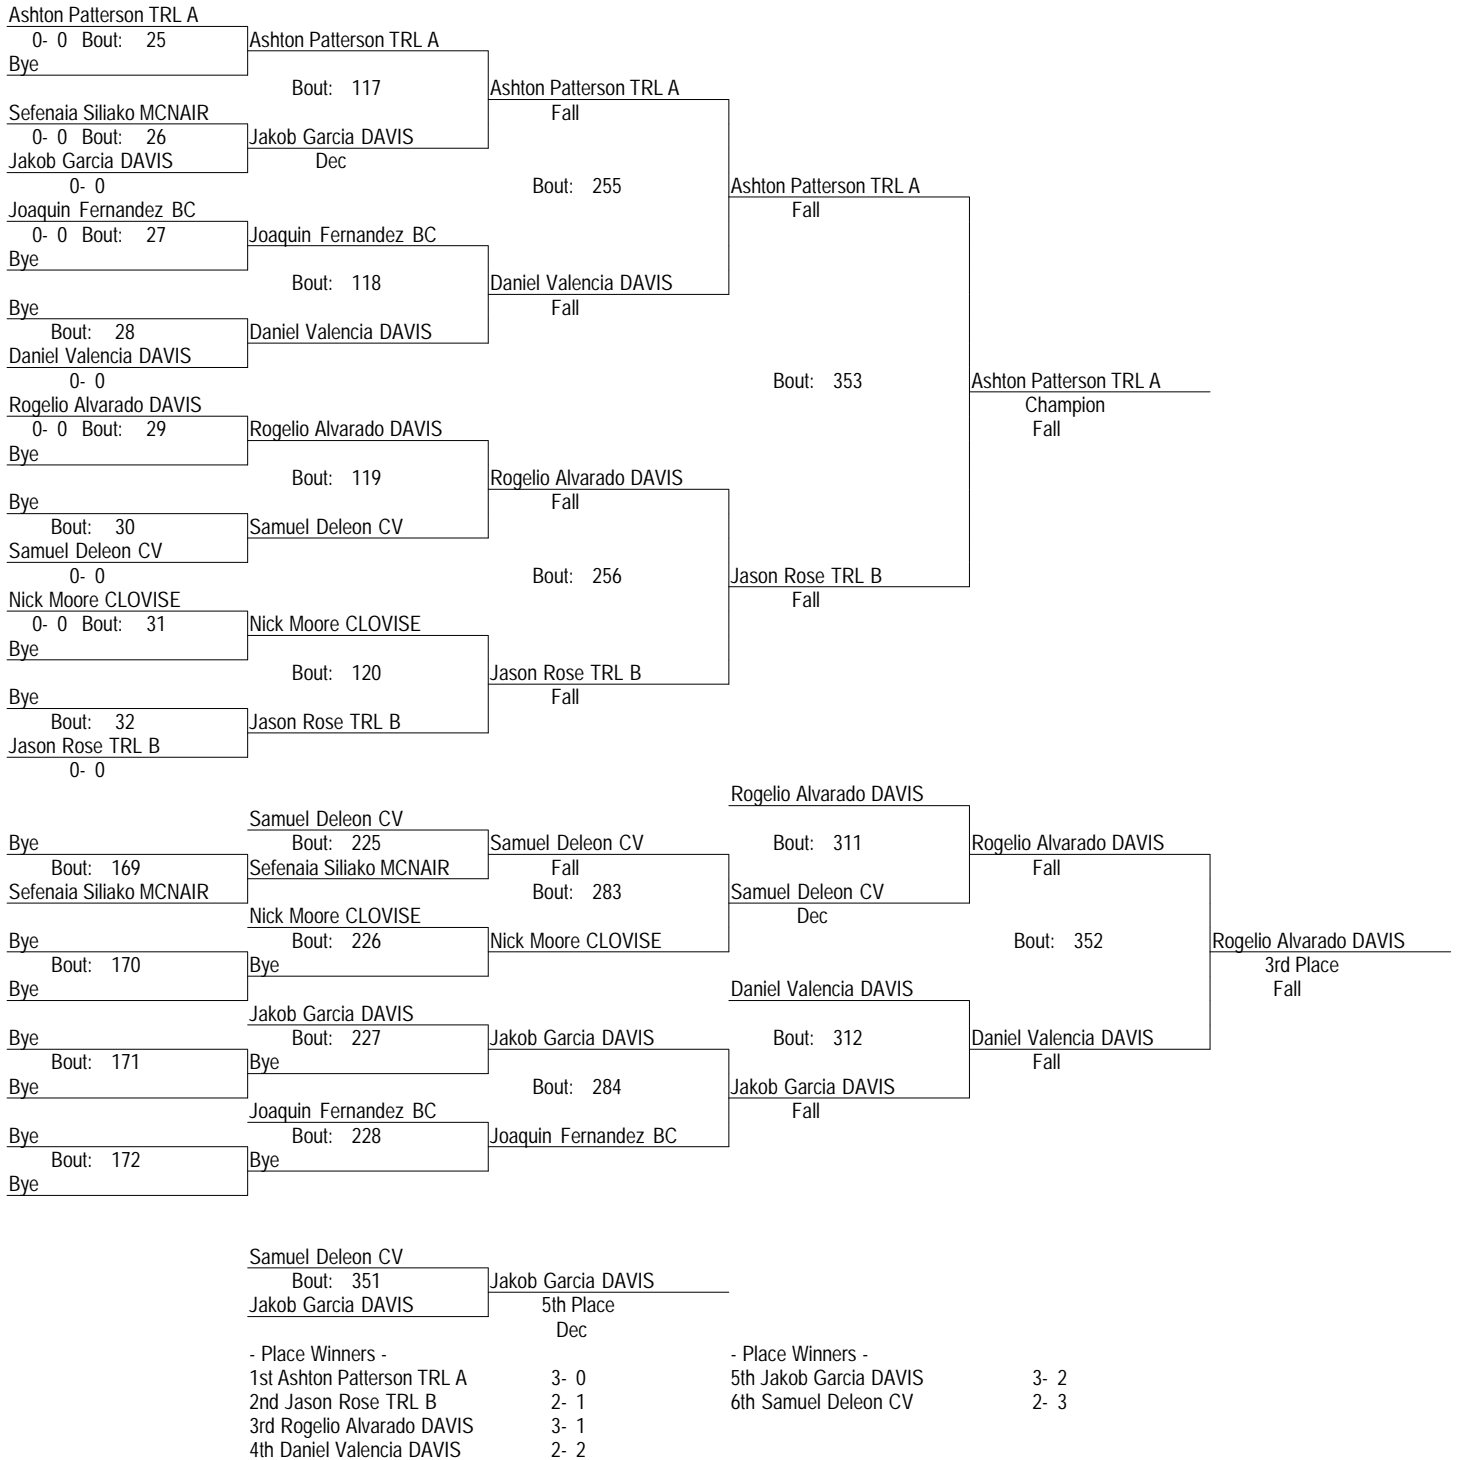 Ashton Patterson TRL A
0- 0 Bout: 25 Ashton Patterson TRL A
Bye
Bout: 117 Ashton Patterson TRL A
Sefenaia Siliako MCNAIR Fall
0- 0 Bout: 26 Jakob Garcia DAVIS
Jakob Garcia DAVIS Dec
0- 0 Bout: 255 Ashton Patterson TRL A
Joaquin Fernandez BC Fall
0- 0 Bout: 27 Joaquin Fernandez BC
Bye
Bout: 118 Daniel Valencia DAVIS
Bye Fall
Bout: 28 Daniel Valencia DAVIS
Daniel Valencia DAVIS
0- 0 Bout: 353 Ashton Patterson TRL A
Rogelio Alvarado DAVIS Champion
0- 0 Bout: 29 Rogelio Alvarado DAVIS Fall
Bye
Bout: 119 Rogelio Alvarado DAVIS
Bye Fall
Bout: 30 Samuel Deleon CV
Samuel Deleon CV
0- 0 Bout: 256 Jason Rose TRL B
Nick Moore CLOVISE Fall
0- 0 Bout: 31 Nick Moore CLOVISE
Bye
Bout: 120 Jason Rose TRL B
Bye Fall
Bout: 32 Jason Rose TRL B
Jason Rose TRL B
0- 0
Rogelio Alvarado DAVIS
Samuel Deleon CV
Bye Bout: 225 Samuel Deleon CV Bout: 311 Rogelio Alvarado DAVIS
Bout: 169 Sefenaia Siliako MCNAIR Fall Fall
Sefenaia Siliako MCNAIR Bout: 283 Samuel Deleon CV
Nick Moore CLOVISE Dec
Bye Bout: 226 Nick Moore CLOVISE Bout: 352 Rogelio Alvarado DAVIS
Bout: 170 Bye 3rd Place
Bye Daniel Valencia DAVIS Fall
Jakob Garcia DAVIS
Bye Bout: 227 Jakob Garcia DAVIS Bout: 312 Daniel Valencia DAVIS
Bout: 171 Bye Fall
Bye Bout: 284 Jakob Garcia DAVIS
Joaquin Fernandez BC Fall
Bye Bout: 228 Joaquin Fernandez BC
Bout: 172 Bye
Bye
Samuel Deleon CV
Bout: 351 Jakob Garcia DAVIS
Jakob Garcia DAVIS 5th Place
Dec
- Place Winners - - Place Winners -
1st Ashton Patterson TRL A 3- 0 5th Jakob Garcia DAVIS 3- 2
2nd Jason Rose TRL B 2- 1 6th Samuel Deleon CV 2- 3
3rd Rogelio Alvarado DAVIS 3- 1
4th Daniel Valencia DAVIS 2- 2